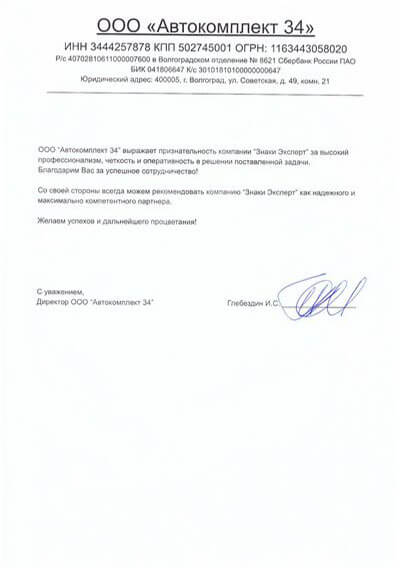 ООО «Автокомплект 34»
ИНН 3444257878 КПП 502745001 ОГРН: 1163443058020
Р/с 40702810611000007600 в Волгоградском отделение № 8621 Сбербанк России ПАО
БИК 041806647 К/с 30101810100000000647
Юридический адрес: 400005, г. Волгоград, ул. Советская, д. 49, комн. 21
ООО "Автокомплект 34" выражает признательность компании "Знаки Эксперт" за высокий
профессионализм, четкость и оперативность в решении поставленной задачи.
Благодарим Вас за успешное сотрудничество!
Со своей стороны всегда можем рекомендовать компанию "Знаки Эксперт" как надежного и
максимально компетентного партнера.
Желаем успехов и дальнейшего процветания!
С уважением,
Директор ООО "Автокомплект 34" Глебездин И.С.